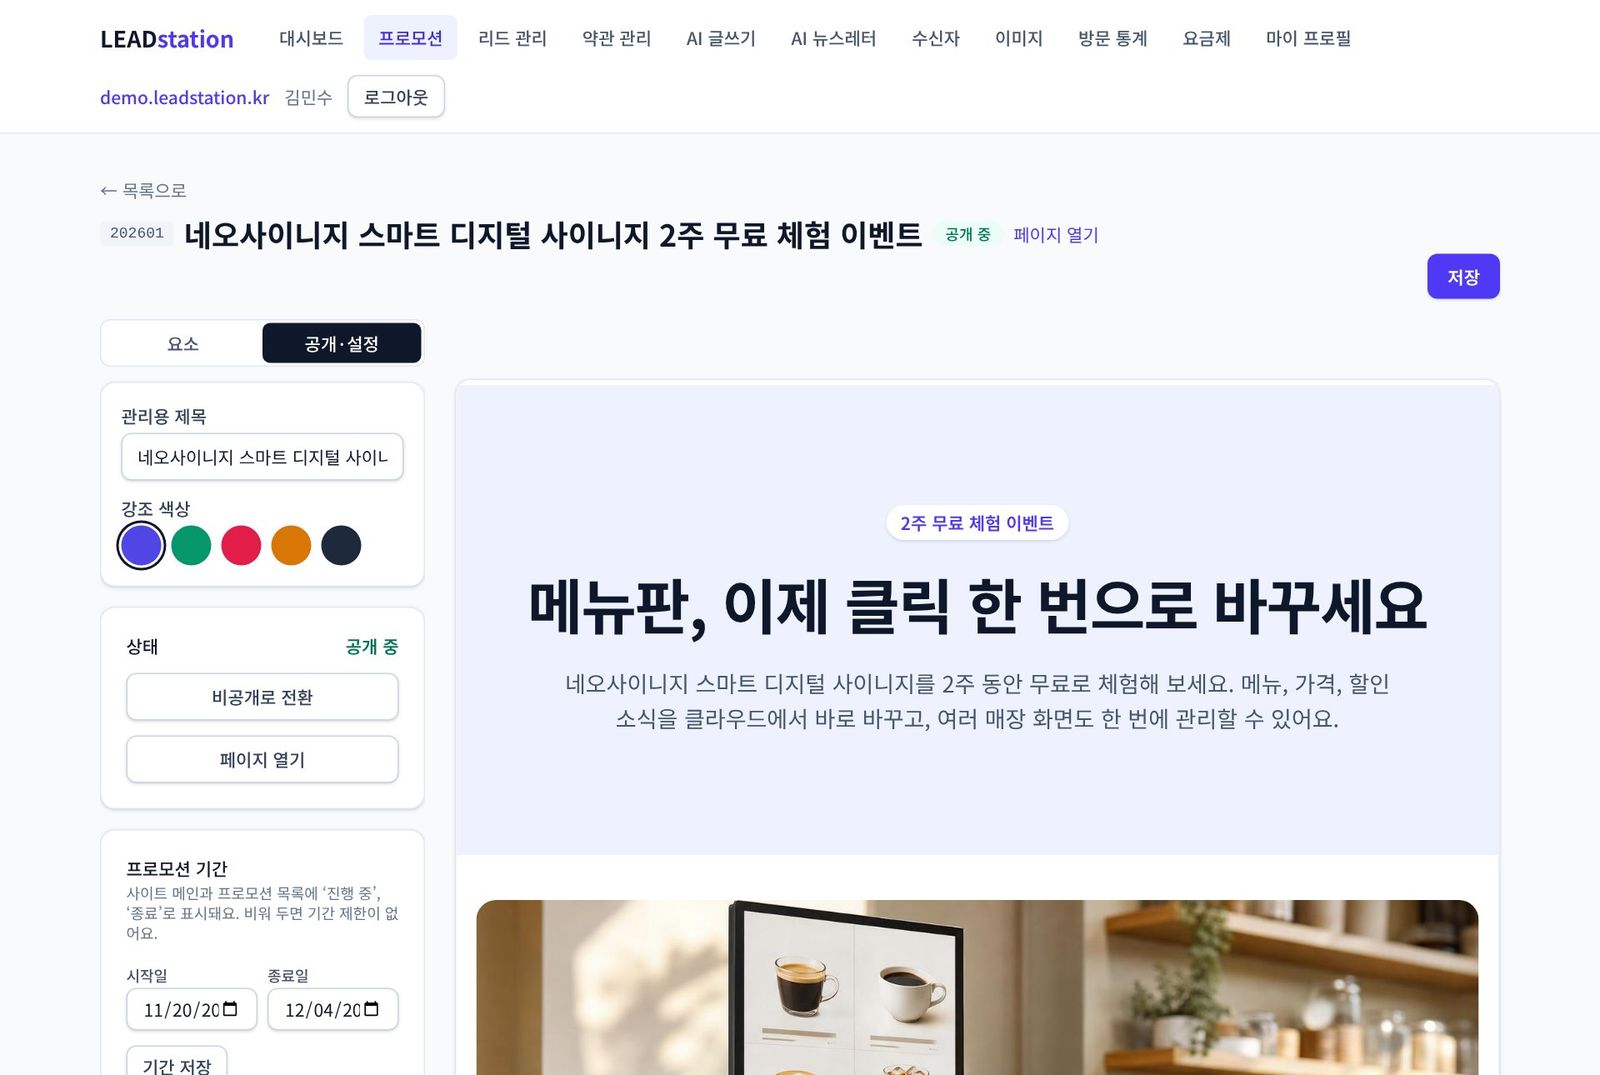 LEADstation 대시보드 프로모션 리드 관리 약관 관리 AI 글쓰기 AI 뉴스레터 수신자 이미지 방문 통계 요금제 마이 프로필
demo.leadstation.kr 김민수 로그아웃
← 목록으로
202601 네오사이니지 스마트 디지털 사이니지 2주 무료 체험 이벤트 공개 중 페이지 열기
저장
요소 공개·설정
관리용 제목
네오사이니지 스마트 디지털 사이니
강조 색상
상태 공개 중
비공개로 전환
페이지 열기
프로모션 기간
사이트 메인과 프로모션 목록에 ‘진행 중’,
‘종료’로 표시돼요. 비워 두면 기간 제한이 없
어요.
시작일 종료일
11/20/20 12/04/20
기간 저장
2주 무료 체험 이벤트
메뉴판, 이제 클릭 한 번으로 바꾸세요
네오사이니지 스마트 디지털 사이니지를 2주 동안 무료로 체험해 보세요. 메뉴, 가격, 할인
소식을 클라우드에서 바로 바꾸고, 여러 매장 화면도 한 번에 관리할 수 있어요.